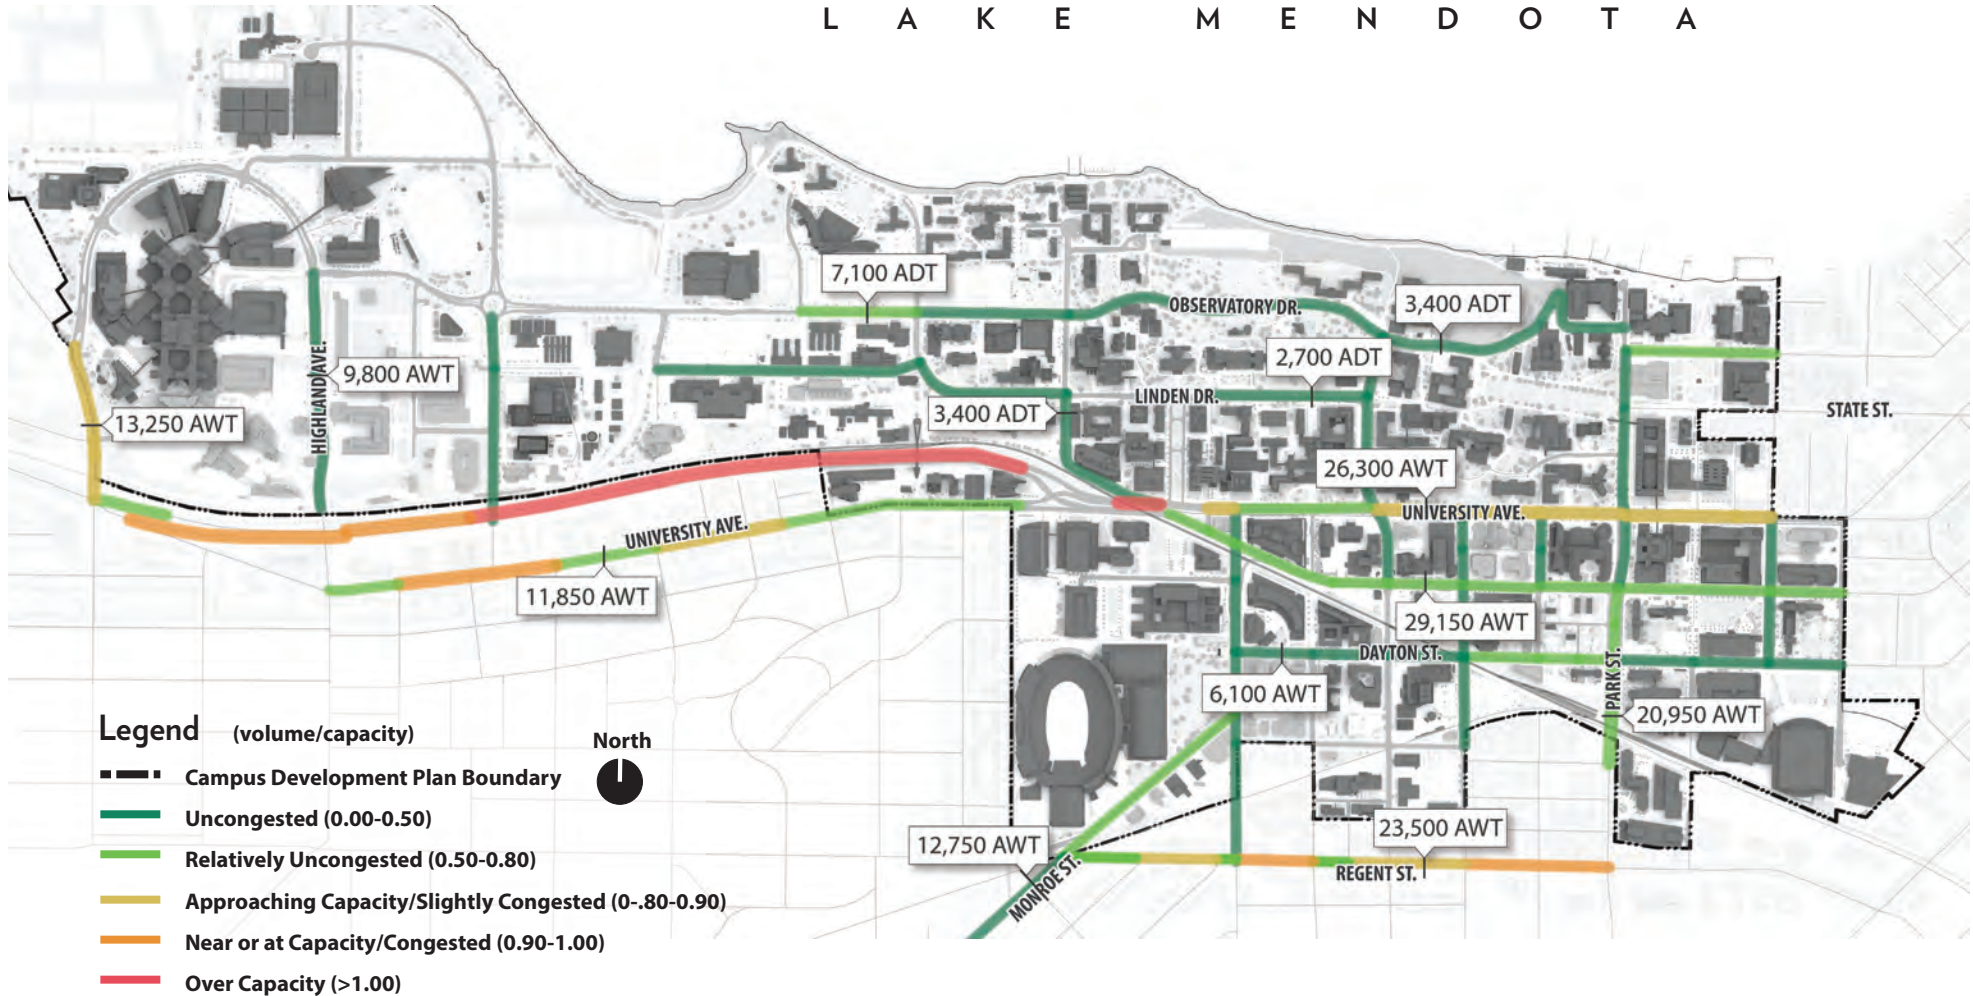 LAKE MENDOTA
7,100 ADT
OBSERVATORY DR.
3,400 ADT
2,700 ADT
9,800 AWT
HIGHLAND AVE.
LINDEN DR.
3,400 ADT
STATE ST.
13,250 AWT
26,300 AWT
UNIVERSITY AVE.
UNIVERSITY AVE.
11,850 AWT
29,150 AWT
DAYTON ST.
6,100 AWT
PARK ST.
20,950 AWT
12,750 AWT
23,500 AWT
MONROE ST.
REGENT ST.
Legend (volume/capacity)
North
Campus Development Plan Boundary
Uncongested (0.00-0.50)
Relatively Uncongested (0.50-0.80)
Approaching Capacity/Slightly Congested (0-.80-0.90)
Near or at Capacity/Congested (0.90-1.00)
Over Capacity (>1.00)